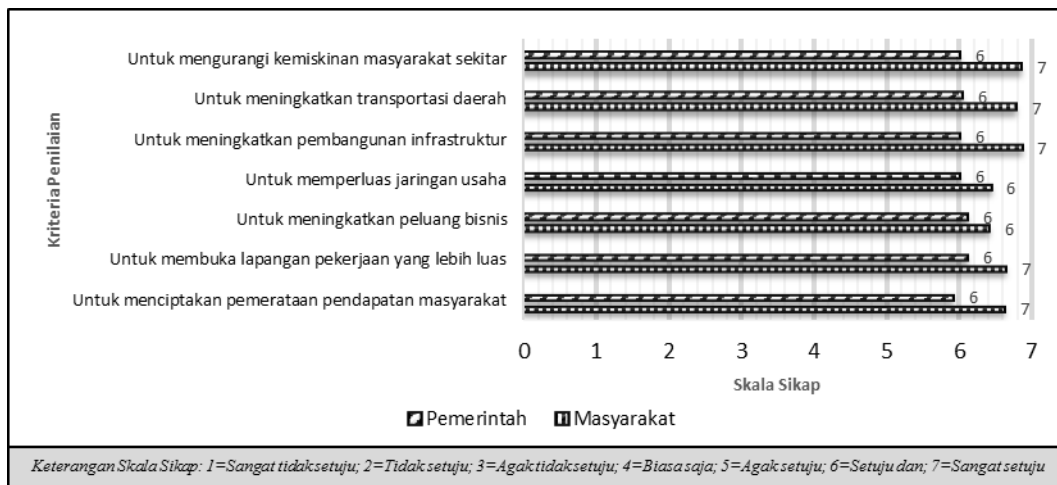 Untuk mengurangi kemiskinan masyarakat sekitar
6
7
Untuk meningkatkan transportasi daerah
6
7
Untuk meningkatkan pembangunan infrastruktur
6
7
Untuk memperluas jaringan usaha
6
6
Untuk meningkatkan peluang bisnis
6
6
Untuk membuka lapangan pekerjaan yang lebih luas
6
7
Untuk menciptakan pemerataan pendapatan masyarakat
6
7
Kriteria Penilaian
0 1 2 3 4 5 6 7
Skala Sikap
Pemerintah Masyarakat
Keterangan Skala Sikap: 1=Sangat tidak setuju; 2=Tidak setuju; 3=Agak tidak setuju; 4=Biasa saja; 5=Agak setuju; 6=Setuju dan; 7=Sangat setuju